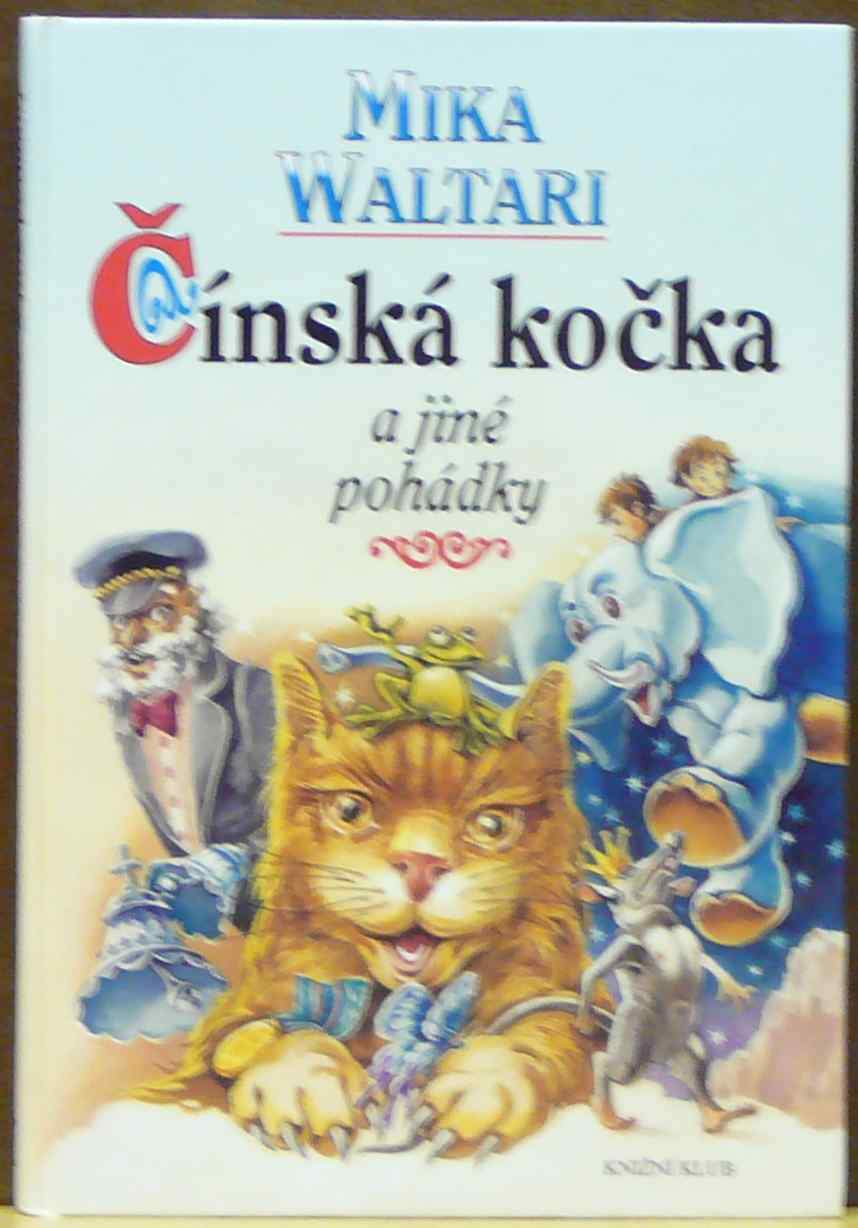 MIKA
WALTARI
Čínská kočka
a jiné
pohádky
KNIŽNÍ KLUB